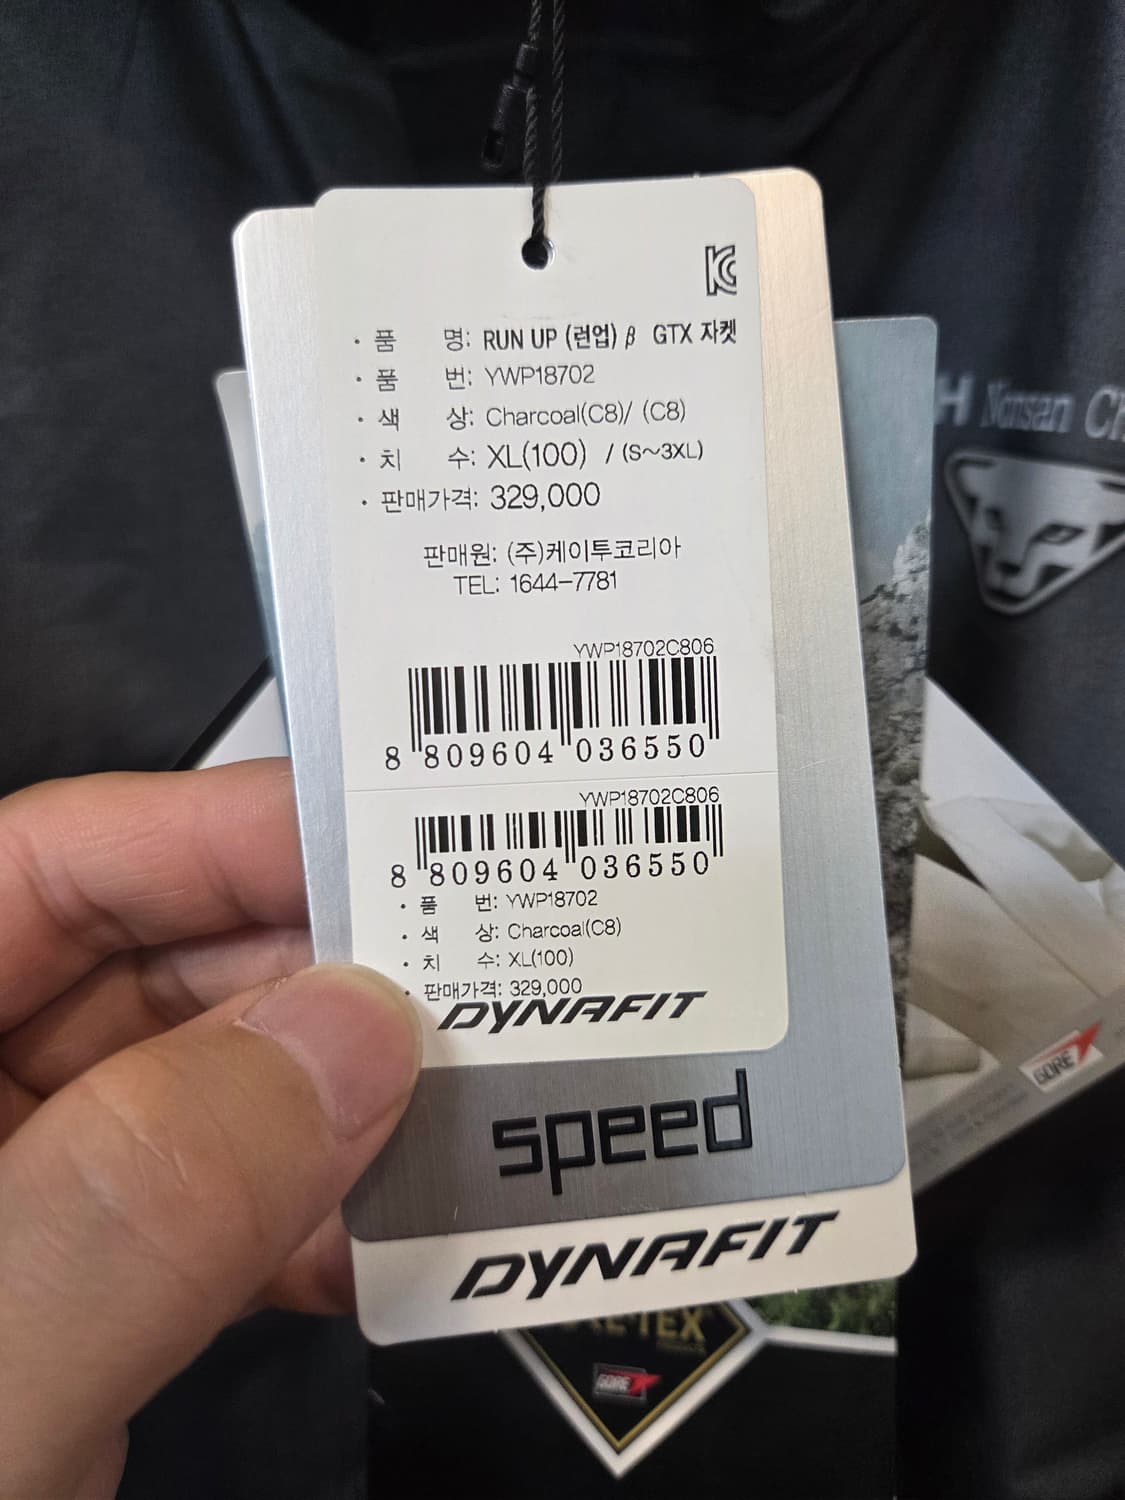 · 품 명: RUN UP (런업) β GTX 자켓
· 품 번: YWP18702
· 색 상: Charcoal(C8)/ (C8)
· 치 수: XL(100) / (S~3XL)
· 판매가격: 329,000
판매원: (주)케이투코리아
TEL: 1644-7781
YWP18702C806
8 809604 036550
YWP18702C806
8 809604 036550
· 품 번: YWP18702
· 색 상: Charcoal(C8)
· 치 수: XL(100)
· 판매가격: 329,000
DYNAFIT
speed
DYNAFIT
GORE
GORE